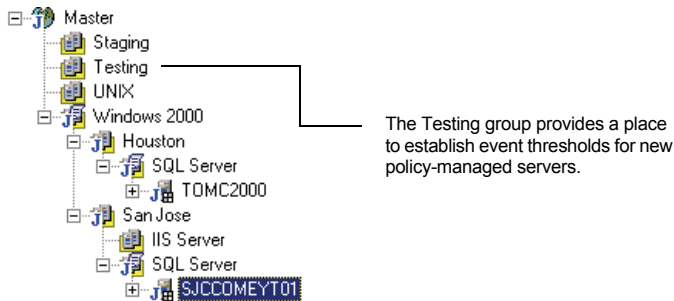 Master
Staging
Testing
UNIX
Windows 2000
Houston
SQL Server
TOMC2000
San Jose
IIS Server
SQL Server
SJCCOMEYT01
The Testing group provides a place
to establish event thresholds for new
policy-managed servers.